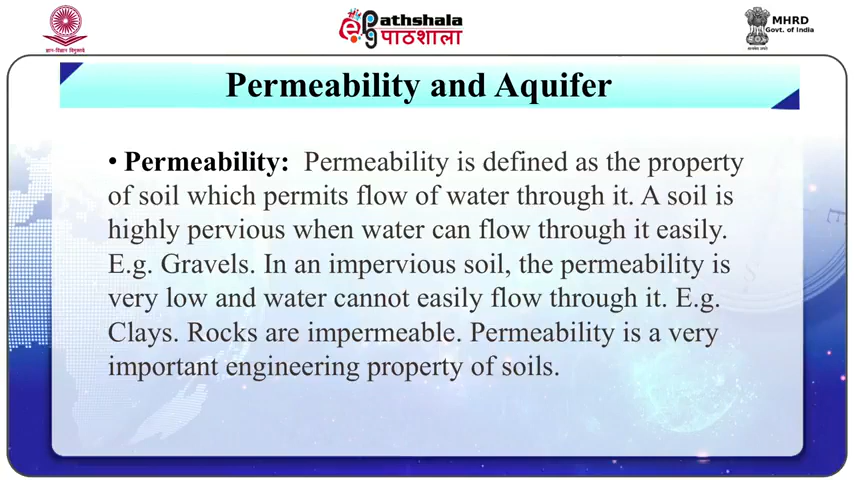 ePgPathshala
पाठशाला
MHRD
Govt. of India
Permeability and Aquifer
• Permeability: Permeability is defined as the property
of soil which permits flow of water through it. A soil is
highly pervious when water can flow through it easily.
E.g. Gravels. In an impervious soil, the permeability is
very low and water cannot easily flow through it. E.g.
Clays. Rocks are impermeable. Permeability is a very
important engineering property of soils.